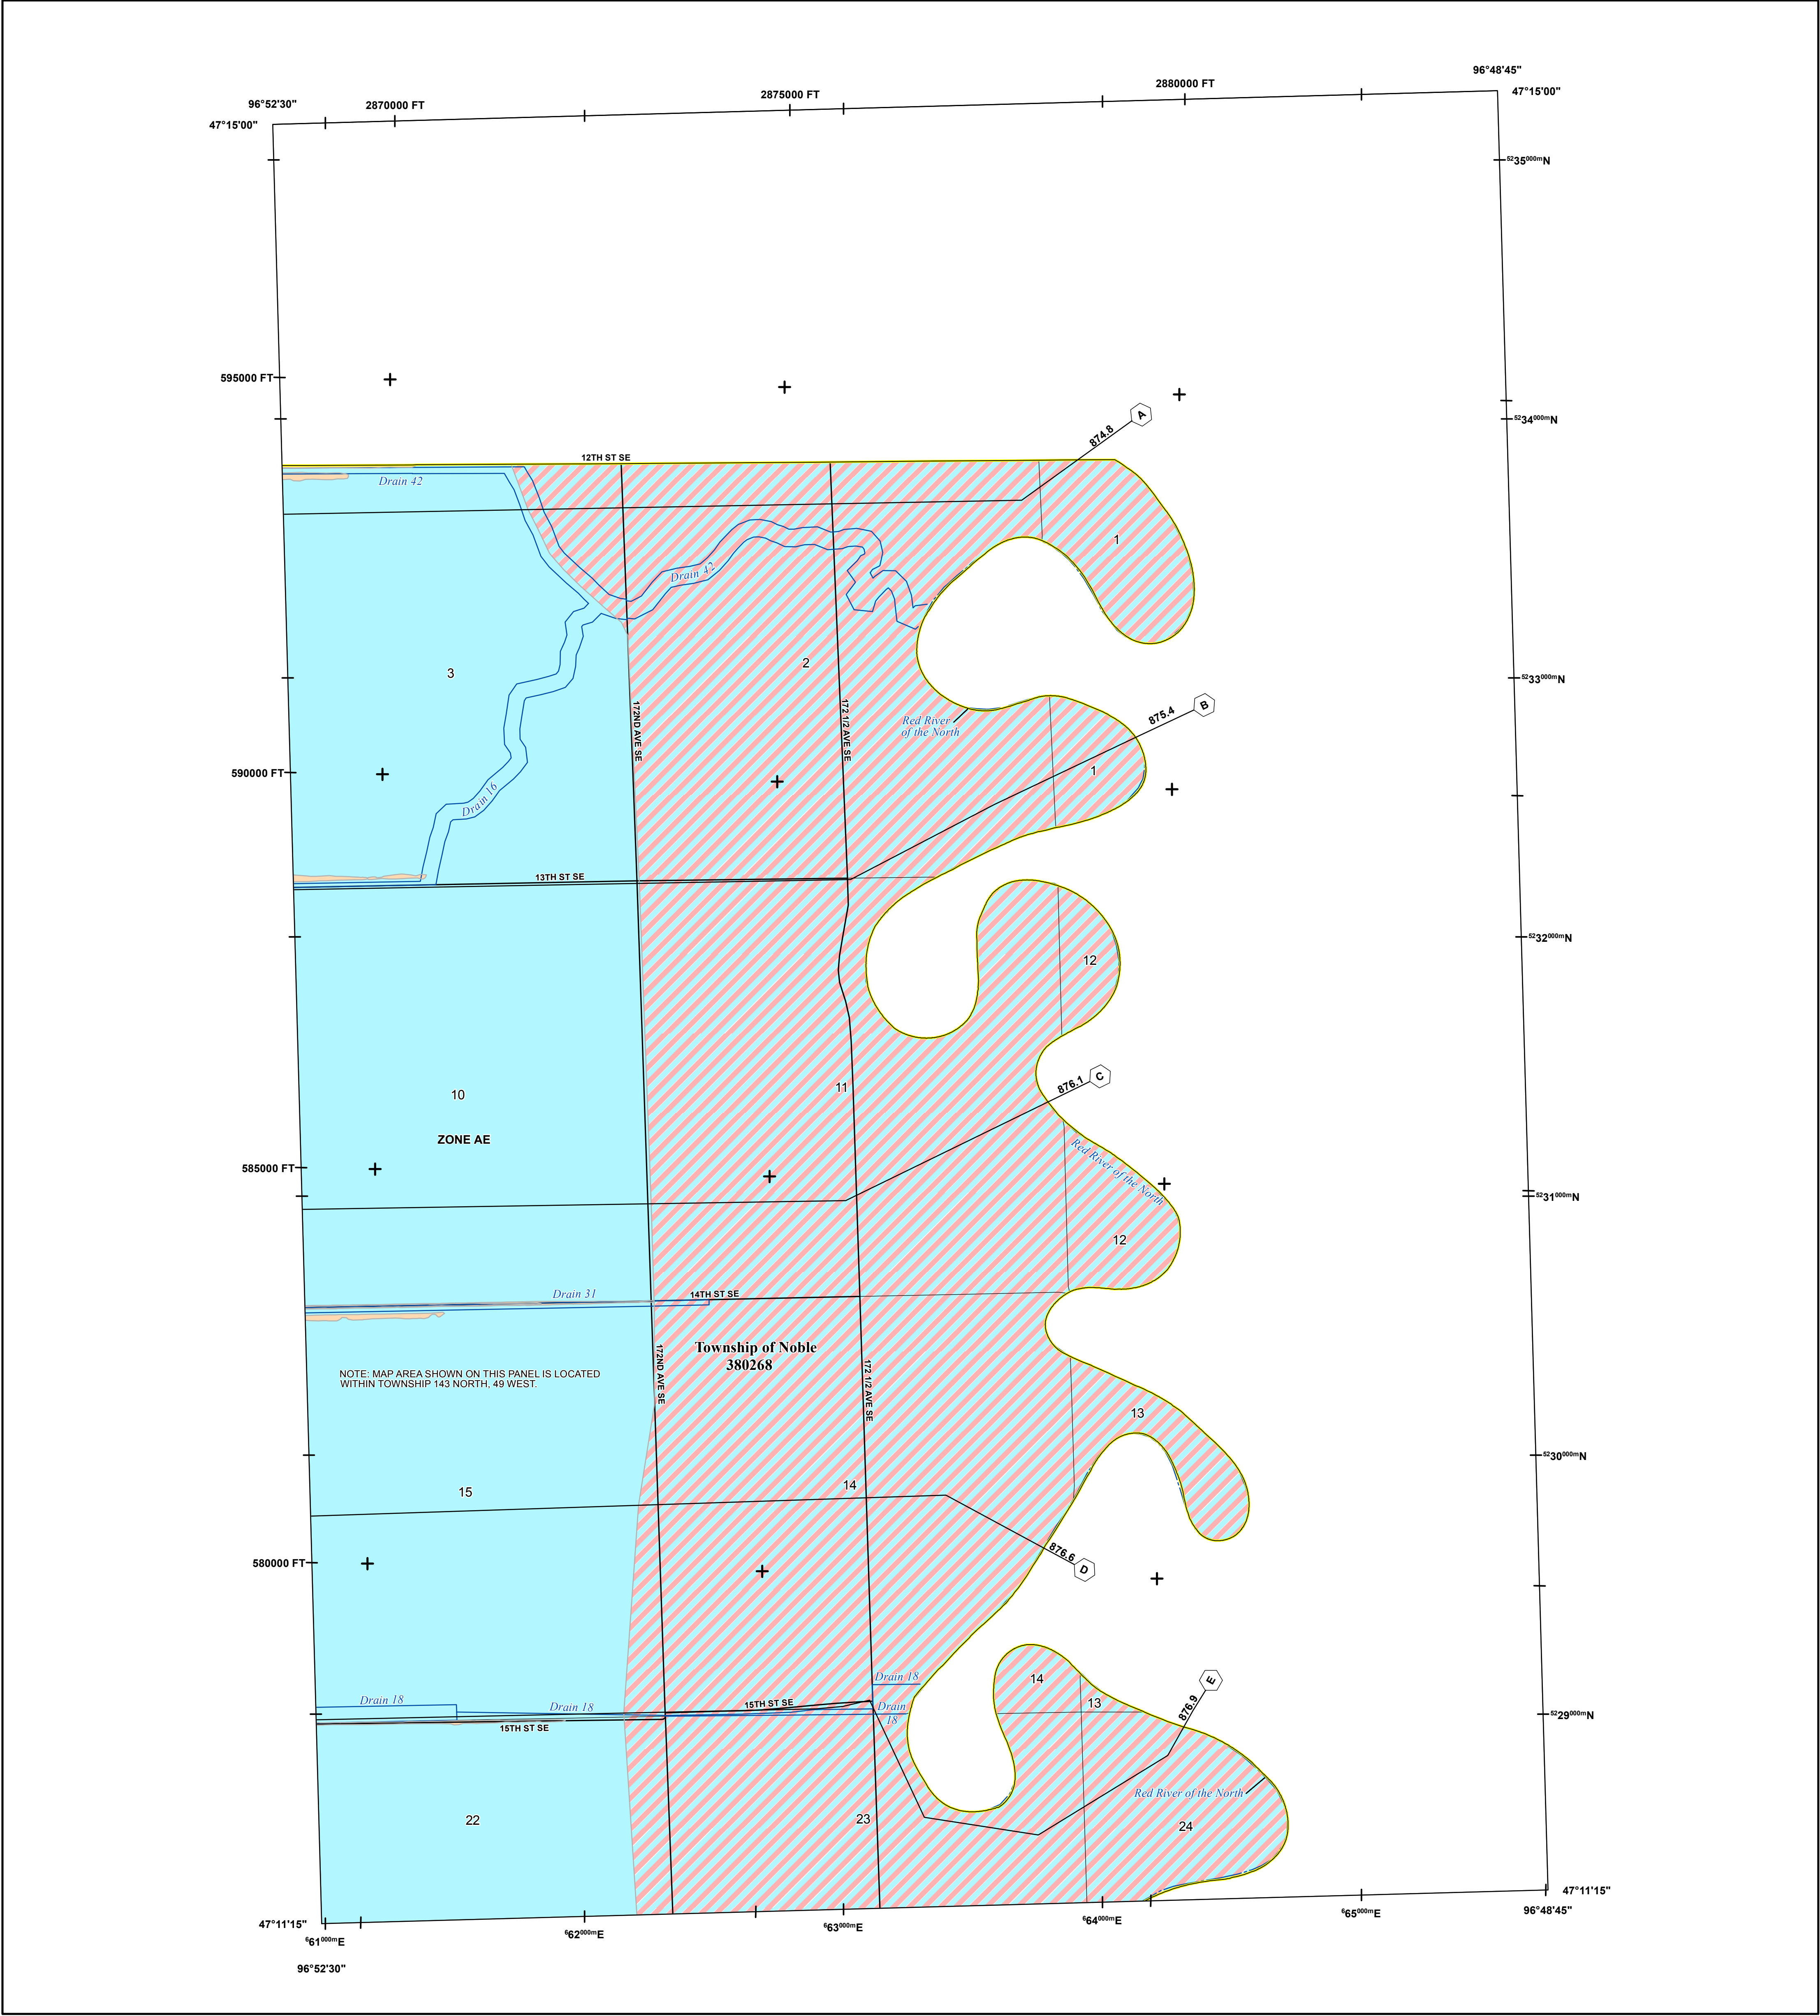 96°48'45"
96°52'30"
2870000 FT
2875000 FT
2880000 FT
47°15'00"
47°15'00"
5235000mN
595000 FT
A
874.8
5234000mN
12TH ST SE
Drain 42
1
Drain 42
3
2
5233000mN
172ND AVE SE
172 1/2 AVE SE
Red River
of the North
875.4
B
590000 FT
1
Drain 16
13TH ST SE
5232000mN
12
10
11
876.1
C
ZONE AE
585000 FT
Red River of the North
5231000mN
12
Drain 31
14TH ST SE
Township of Noble
380268
172ND AVE SE
172 1/2 AVE SE
NOTE: MAP AREA SHOWN ON THIS PANEL IS LOCATED
WITHIN TOWNSHIP 143 NORTH, 49 WEST.
13
5230000mN
15
14
580000 FT
876.6
D
Drain 18
14
E
Drain 18
Drain 18
15TH ST SE
Drain
18
13
876.9
15TH ST SE
5229000mN
Red River of the North
22
23
24
47°11'15"
47°11'15"
661000mE
662000mE
663000mE
664000mE
665000mE
96°48'45"
96°52'30"